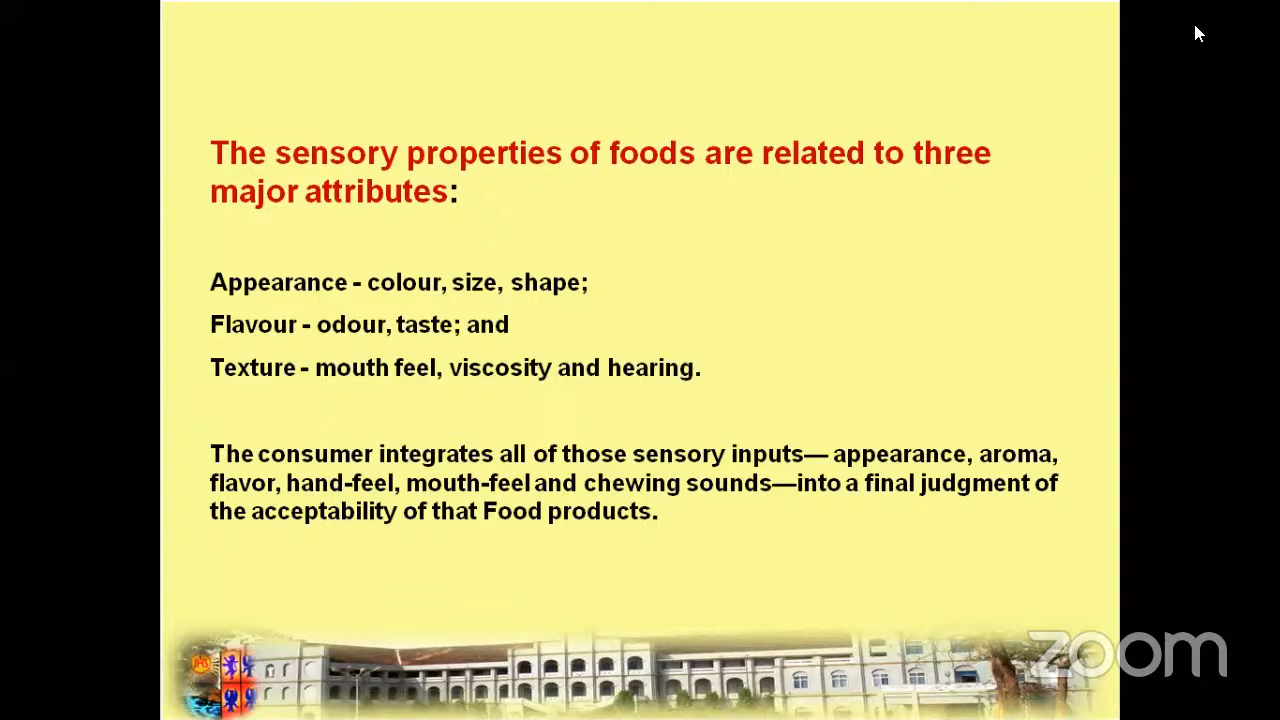 The sensory properties of foods are related to three
major attributes:
Appearance - colour, size, shape;
Flavour - odour, taste; and
Texture - mouth feel, viscosity and hearing.
The consumer integrates all of those sensory inputs— appearance, aroma,
flavor, hand-feel, mouth-feel and chewing sounds—into a final judgment of
the acceptability of that Food products.
JHS
zoom